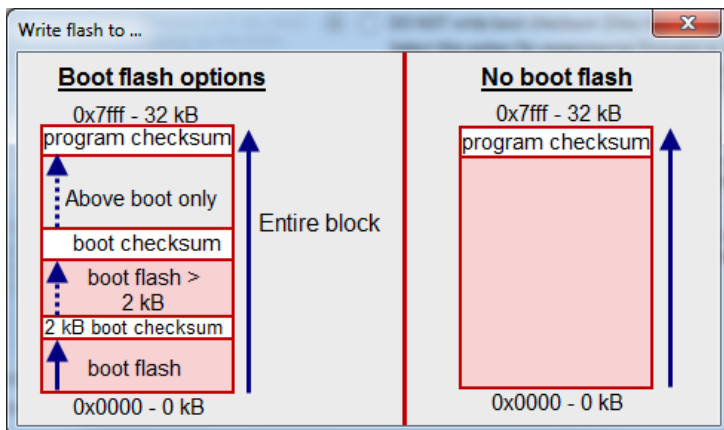 Write flash to ...
Boot flash options
0x7fff - 32 kB
program checksum
Above boot only
boot checksum
boot flash >
2 kB
2 kB boot checksum
boot flash
0x0000 - 0 kB
Entire block
No boot flash
0x7fff - 32 kB
program checksum
0x0000 - 0 kB